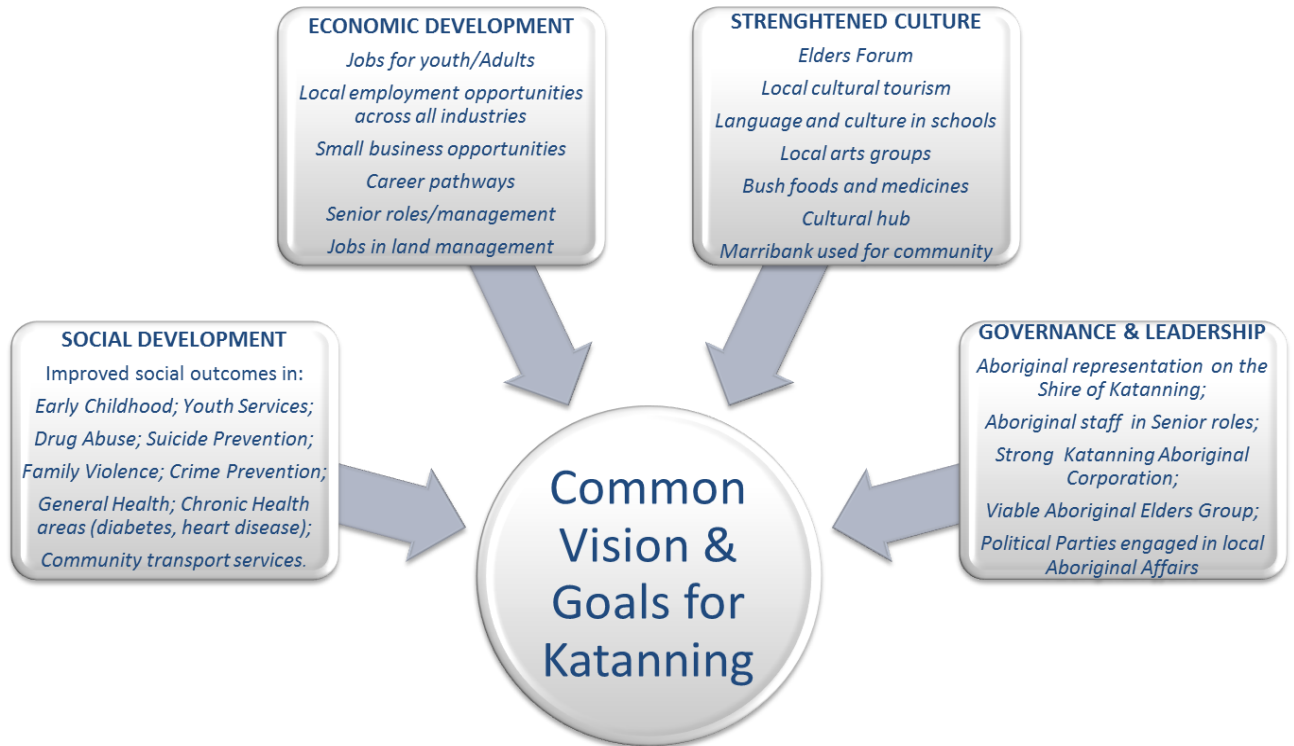 ECONOMIC DEVELOPMENT
Jobs for youth/Adults
Local employment opportunities
across all industries
Small business opportunities
Career pathways
Senior roles/management
Jobs in land management
STRENGHTENED CULTURE
Elders Forum
Local cultural tourism
Language and culture in schools
Local arts groups
Bush foods and medicines
Cultural hub
Marribank used for community
SOCIAL DEVELOPMENT
Improved social outcomes in:
Early Childhood; Youth Services;
Drug Abuse; Suicide Prevention;
Family Violence; Crime Prevention;
General Health; Chronic Health
areas (diabetes, heart disease);
Community transport services.
GOVERNANCE & LEADERSHIP
Aboriginal representation on the
Shire of Katanning;
Aboriginal staff in Senior roles;
Strong Katanning Aboriginal
Corporation;
Viable Aboriginal Elders Group;
Political Parties engaged in local
Aboriginal Affairs
Common
Vision &
Goals for
Katanning